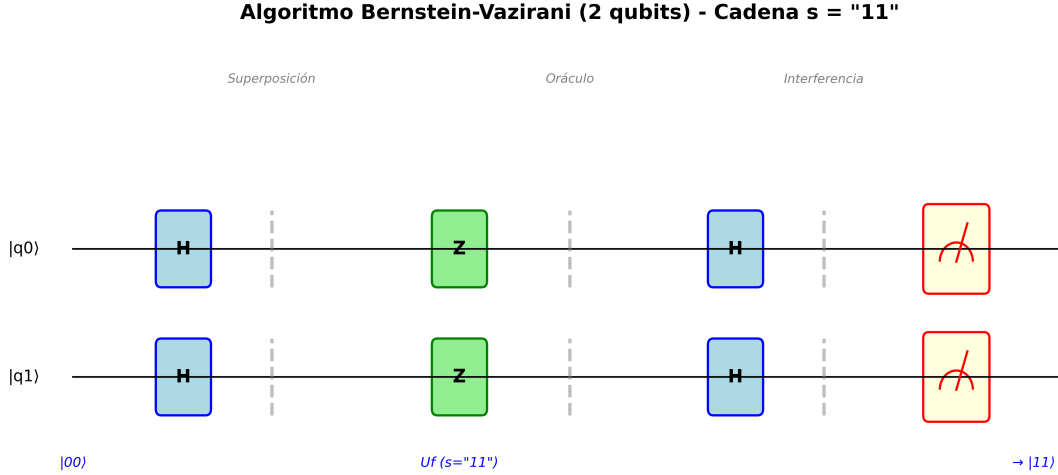 Algoritmo Bernstein-Vazirani (2 qubits) - Cadena s = "11"
Superposición Oráculo Interferencia
|q0⟩ H Z H
|q1⟩ H Z H
|00⟩ Uf (s="11") → |11⟩